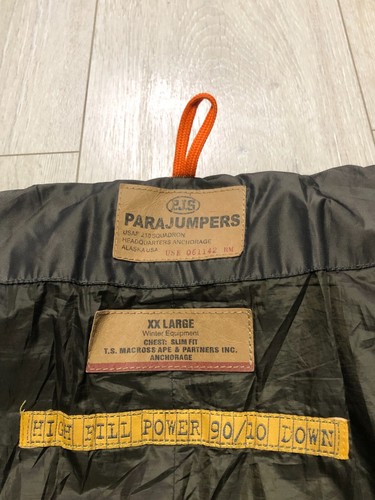 PJS
PARAJUMPERS
USAF 210 SQUADRON
HEADQUARTERS ANCHORAGE
ALASKA USA
XX LARGE
Winter Equipment
CHEST: SLIM FIT
T.S. MACROSS APE & PARTNERS INC.
ANCHORAGE
HIGH FILL POWER 90/10 DOWN